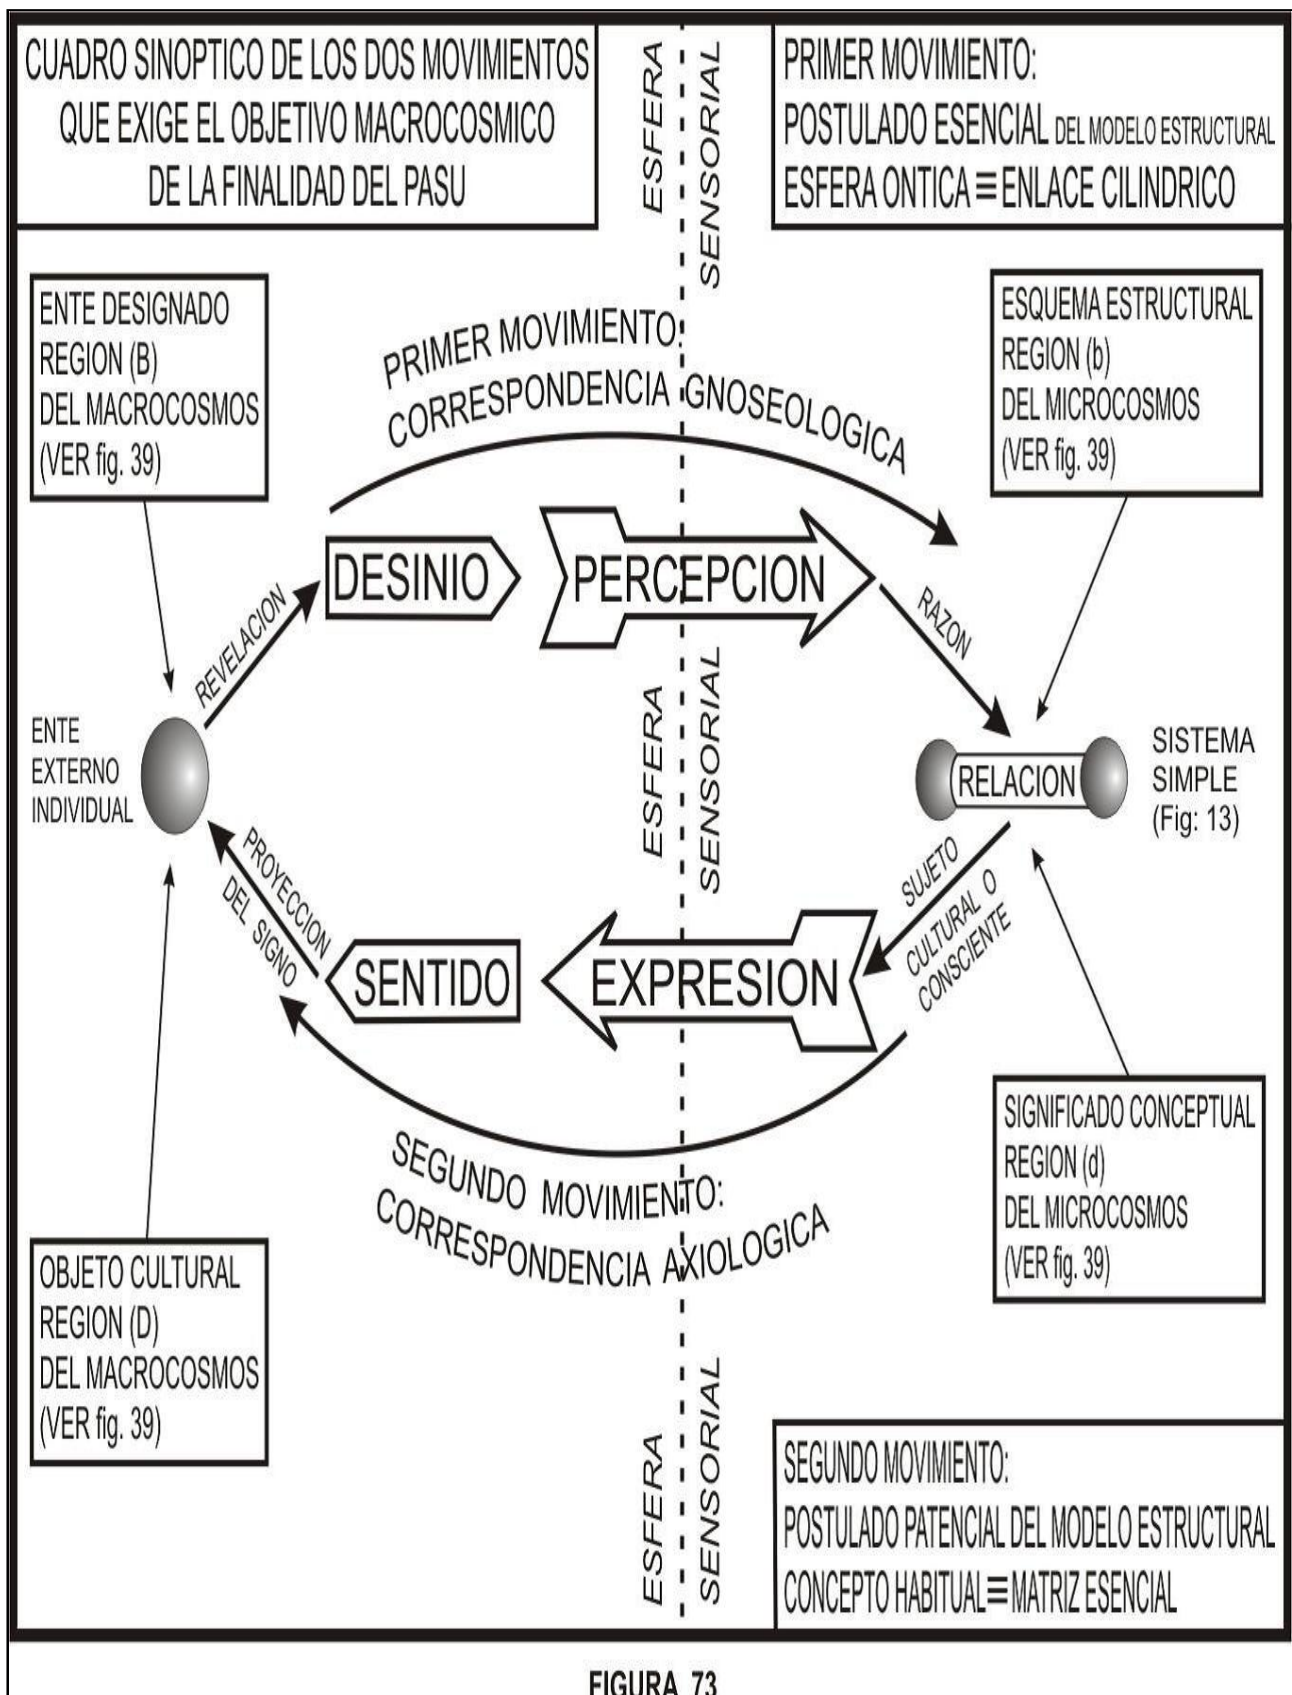 CUADRO SINOPTICO DE LOS DOS MOVIMIENTOS
QUE EXIGE EL OBJETIVO MACROCOSMICO
DE LA FINALIDAD DEL PASU
ESFERA
SENSORIAL
PRIMER MOVIMIENTO:
POSTULADO ESENCIAL DEL MODELO ESTRUCTURAL
ESFERA ONTICA ≡ ENLACE CILINDRICO
ENTE DESIGNADO
REGION (B)
DEL MACROCOSMOS
(VER fig. 39)
PRIMER MOVIMIENTO.
CORRESPONDENCIA GNOSEOLOGICA
ESQUEMA ESTRUCTURAL
REGION (b)
DEL MICROCOSMOS
(VER fig. 39)
REVELACION
DESINIO
PERCEPCION
RAZON
ENTE
EXTERNO
INDIVIDUAL
ESFERA
SENSORIAL
RELACION
SISTEMA
SIMPLE
(Fig: 13)
PROYECCION
DEL SIGNO
SENTIDO
EXPRESION
SUJETO
CULTURAL O
CONSCIENTE
SEGUNDO MOVIMIENTO:
CORRESPONDENCIA AXIOLOGICA
SIGNIFICADO CONCEPTUAL
REGION (d)
DEL MICROCOSMOS
(VER fig. 39)
OBJETO CULTURAL
REGION (D)
DEL MACROCOSMOS
(VER fig. 39)
ESFERA
SENSORIAL
SEGUNDO MOVIMIENTO:
POSTULADO PATENCIAL DEL MODELO ESTRUCTURAL
CONCEPTO HABITUAL ≡ MATRIZ ESENCIAL
FIGURA 73